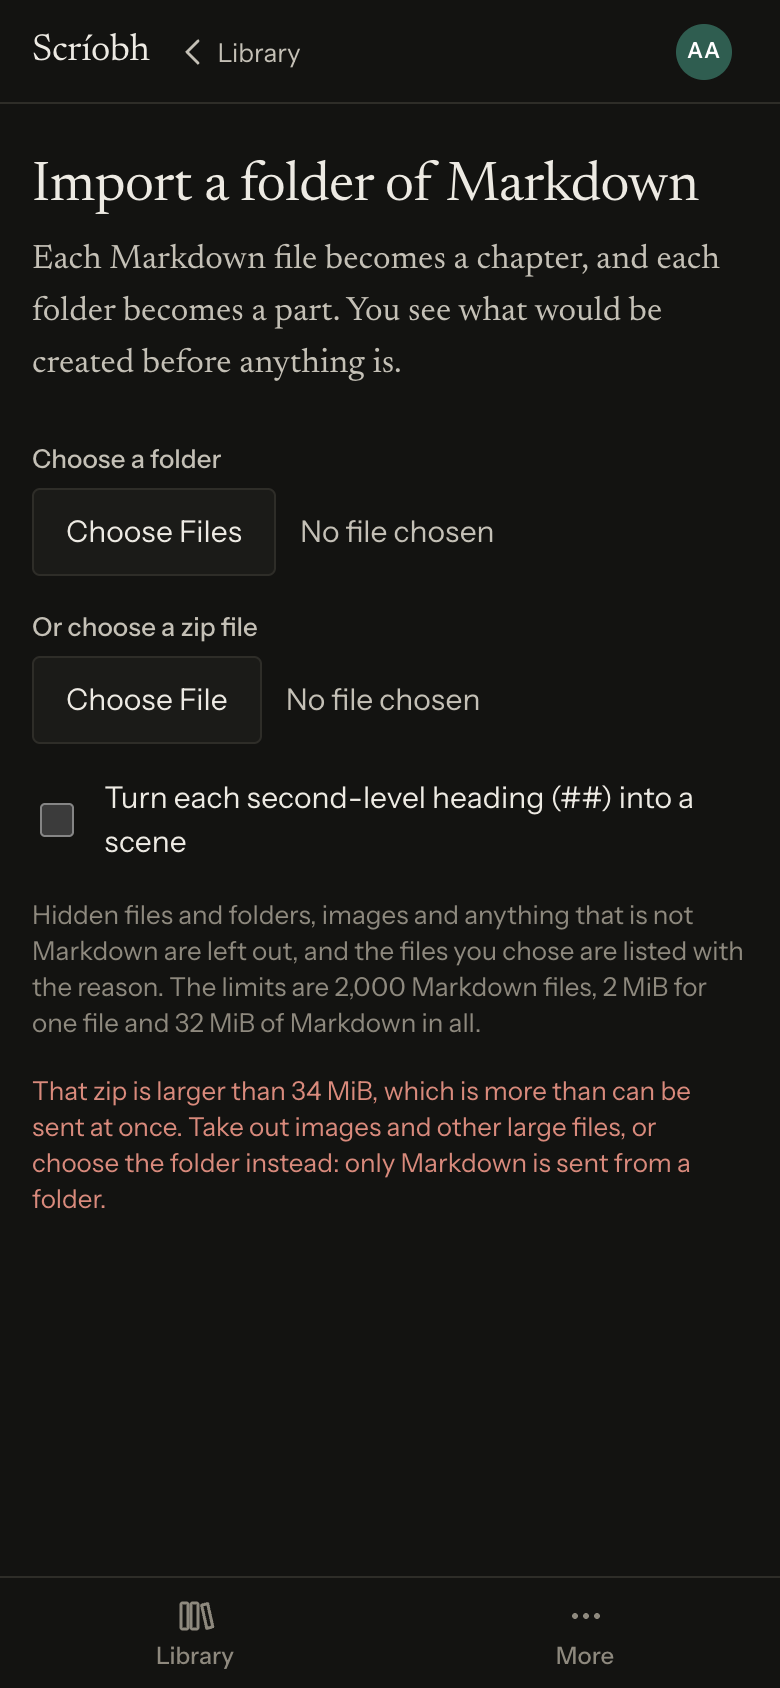 Scríobh
Library
AA
Import a folder of Markdown
Each Markdown file becomes a chapter, and each
folder becomes a part. You see what would be
created before anything is.
Choose a folder
Choose Files
No file chosen
Or choose a zip file
Choose File
No file chosen
Turn each second-level heading (##) into a
scene
Hidden files and folders, images and anything that is not
Markdown are left out, and the files you chose are listed with
the reason. The limits are 2,000 Markdown files, 2 MiB for
one file and 32 MiB of Markdown in all.
That zip is larger than 34 MiB, which is more than can be
sent at once. Take out images and other large files, or
choose the folder instead: only Markdown is sent from a
folder.
Library
More